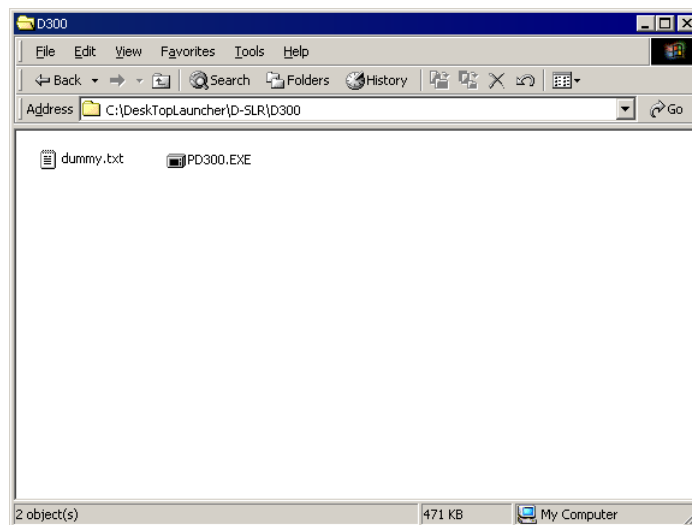 D300
File Edit View Favorites Tools Help
Back Search Folders History
Address C:\DeskTopLauncher\D-SLR\D300 Go
dummy.txt PD300.EXE
2 object(s) 471 KB My Computer